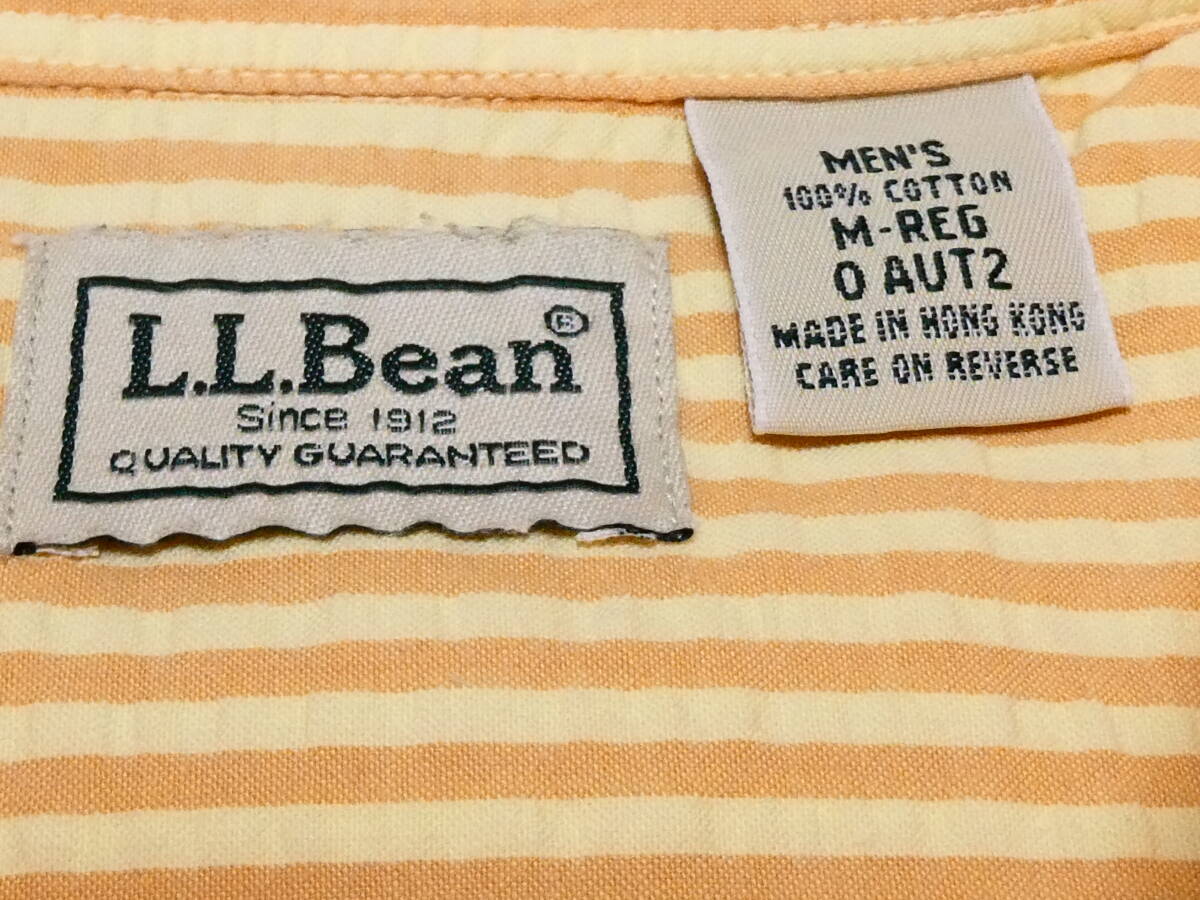 L.L.Bean®
Since 1912
QUALITY GUARANTEED
MEN'S
100% COTTON
M-REG
0 AUT2
MADE IN HONG KONG
CARE ON REVERSE